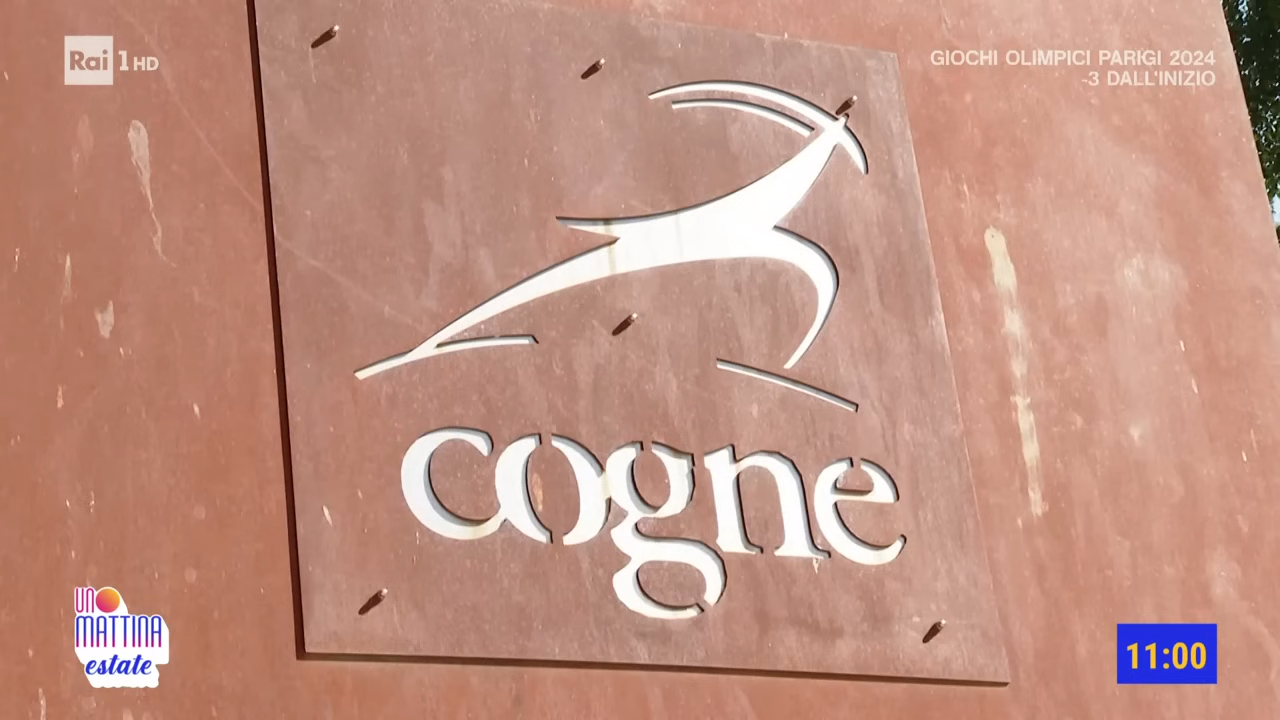 Rai 1 HD
GIOCHI OLIMPICI PARIGI 2024
-3 DALL'INIZIO
cogne
UNO
MATTINA
estate
11:00